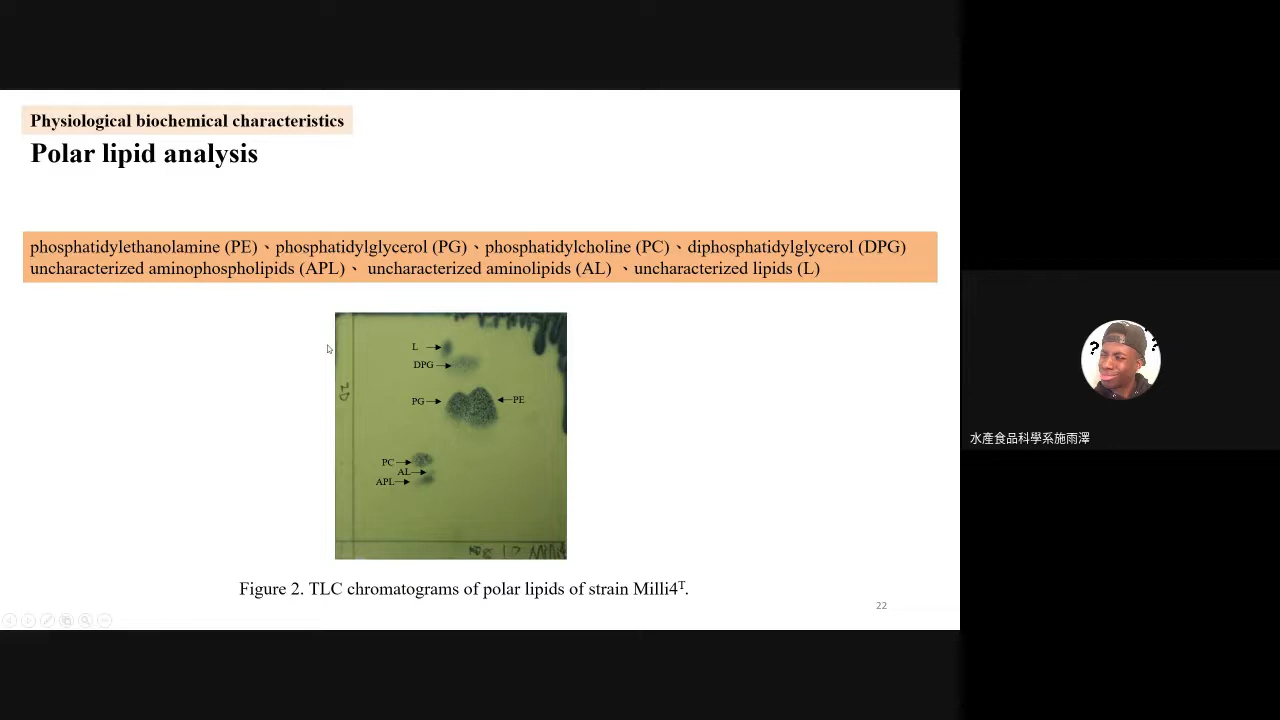 Physiological biochemical characteristics
Polar lipid analysis
phosphatidylethanolamine (PE)、phosphatidylglycerol (PG)、phosphatidylcholine (PC)、diphosphatidylglycerol (DPG)
uncharacterized aminophospholipids (APL)、 uncharacterized aminolipids (AL) 、uncharacterized lipids (L)
L
DPG
PG
PE
PC
AL
APL
Figure 2. TLC chromatograms of polar lipids of strain Milli4ᵀ.
22
? ?
水產食品科學系施雨澤